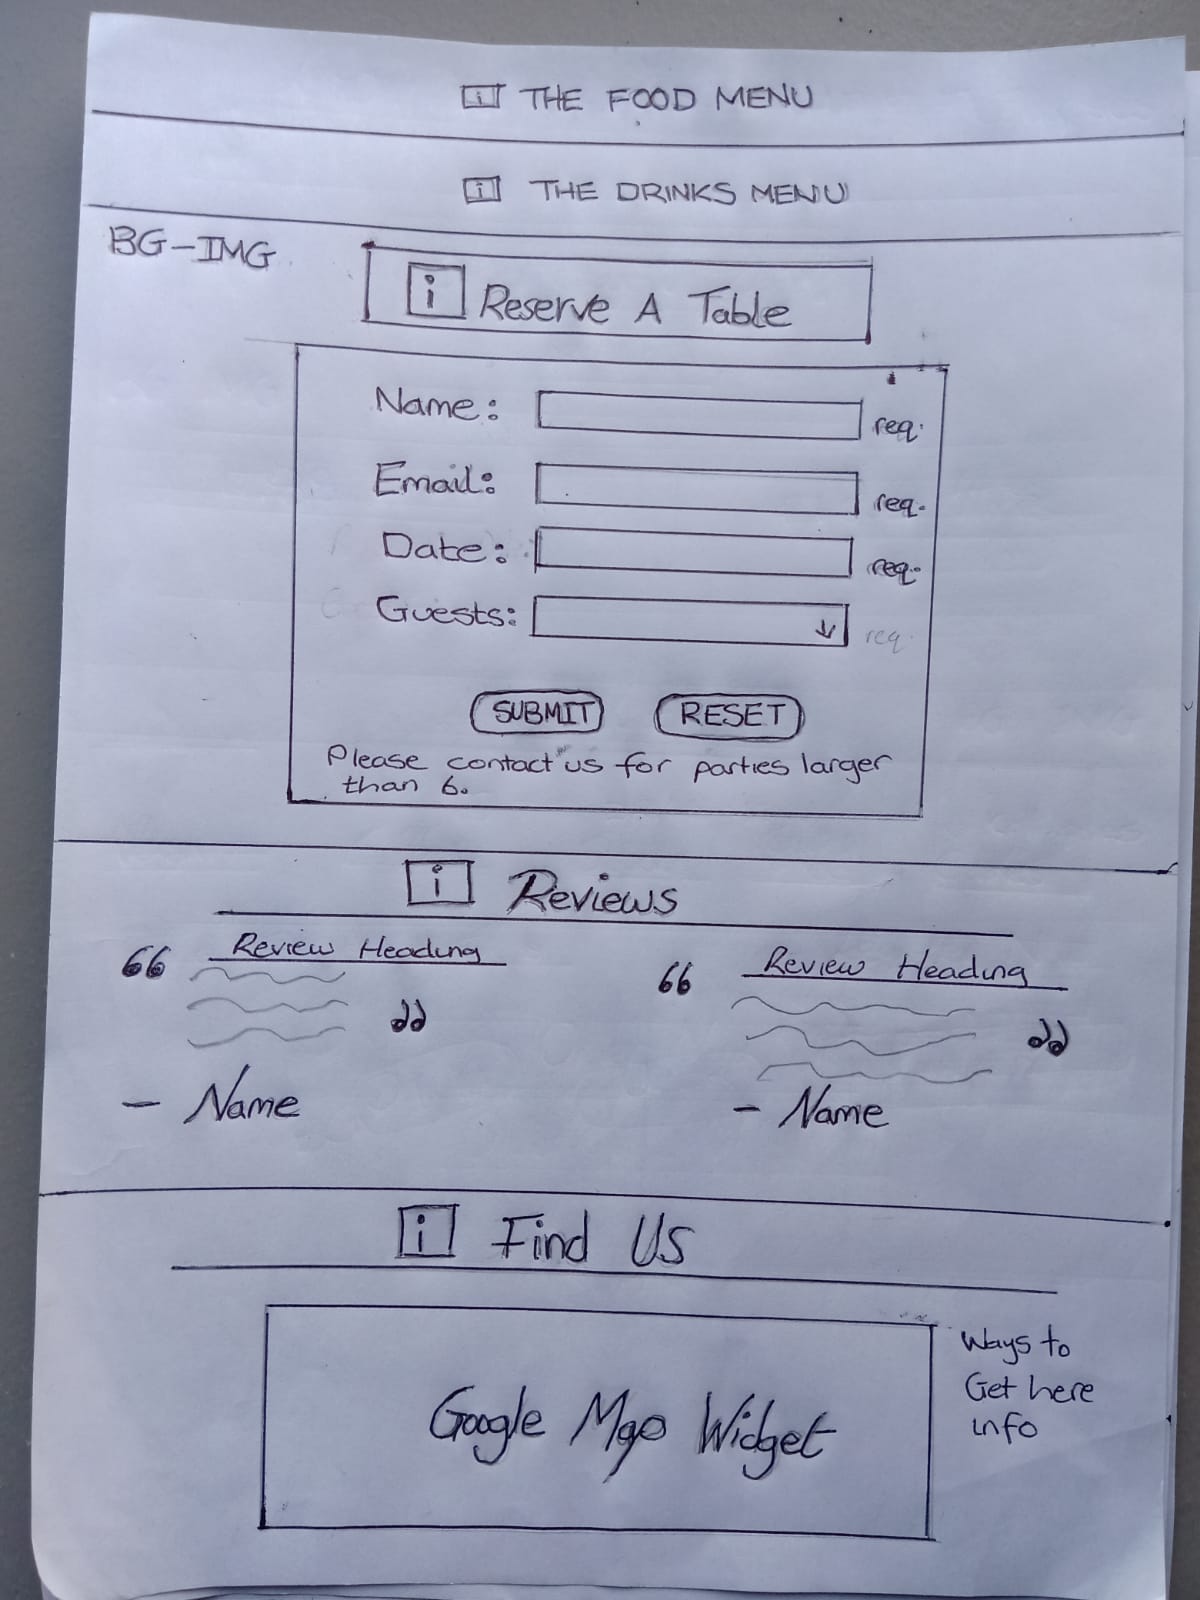 i THE FOOD MENU
i THE DRINKS MENU
BG-IMG
i Reserve A Table
Name: req.
Email: req.
Date: req.
Guests: req.
SUBMIT RESET
Please contact us for parties larger
than 6.
i Reviews
66 Review Heading
- Name
66 Review Heading
- Name
i Find Us
Google Map Widget
Ways to
Get here
info